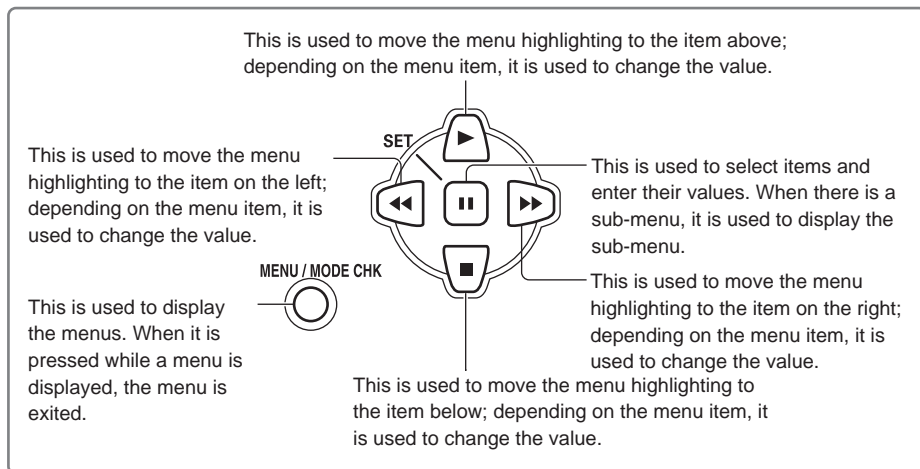 This is used to move the menu highlighting to the item above;
depending on the menu item, it is used to change the value.
SET
This is used to move the menu
highlighting to the item on the left;
depending on the menu item, it is
used to change the value.
This is used to select items and
enter their values. When there is a
sub-menu, it is used to display the
sub-menu.
MENU / MODE CHK
This is used to display
the menus. When it is
pressed while a menu is
displayed, the menu is
exited.
This is used to move the menu
highlighting to the item on the right;
depending on the menu item, it is
used to change the value.
This is used to move the menu highlighting to
the item below; depending on the menu item, it
is used to change the value.